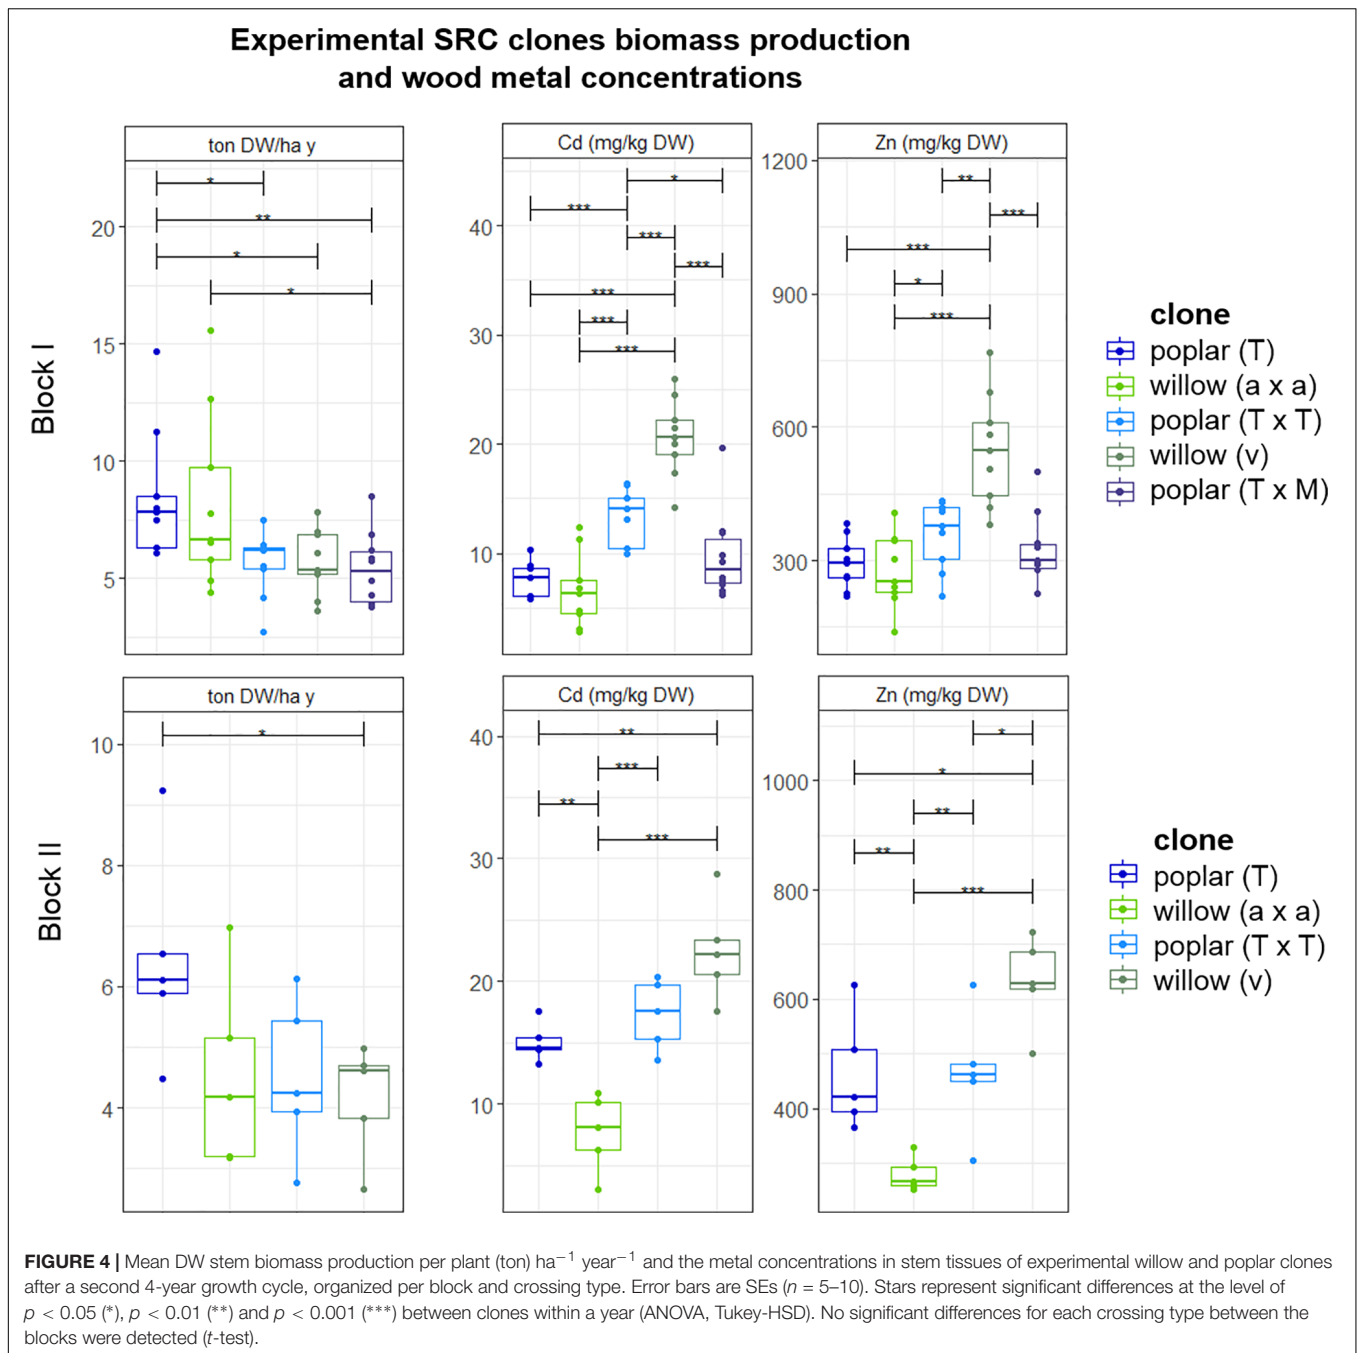 Experimental SRC clones biomass production
and wood metal concentrations
Block I
ton DW/ha y
20
15
10
5
*
**
*
*
Cd (mg/kg DW)
40
30
20
10
*
***
***
***
***
***
***
Zn (mg/kg DW)
1200
900
600
300
**
***
***
*
***
clone
poplar (T)
willow (a x a)
poplar (T x T)
willow (v)
poplar (T x M)
Block II
ton DW/ha y
10
8
6
4
*
Cd (mg/kg DW)
40
30
20
10
**
***
**
***
Zn (mg/kg DW)
1000
800
600
400
*
*
**
**
***
clone
poplar (T)
willow (a x a)
poplar (T x T)
willow (v)
FIGURE 4 | Mean DW stem biomass production per plant (ton) ha⁻¹ year⁻¹ and the metal concentrations in stem tissues of experimental willow and poplar clones
after a second 4-year growth cycle, organized per block and crossing type. Error bars are SEs (n = 5–10). Stars represent significant differences at the level of
p < 0.05 (*), p < 0.01 (**) and p < 0.001 (***) between clones within a year (ANOVA, Tukey-HSD). No significant differences for each crossing type between the
blocks were detected (t-test).